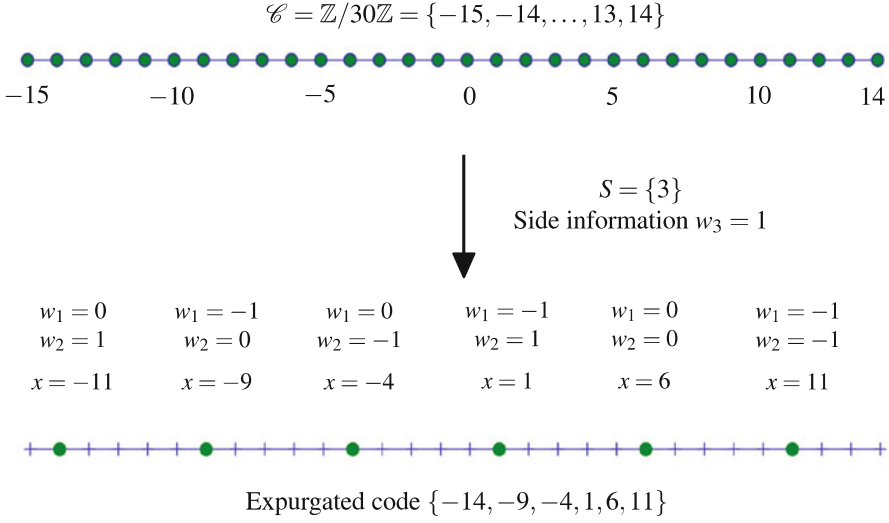 𝒞 = ℤ/30ℤ = {−15, −14, . . . , 13, 14}
−15 −10 −5 0 5 10 14
S = {3}
Side information w₃ = 1
w₁ = 0 w₁ = −1 w₁ = 0 w₁ = −1 w₁ = 0 w₁ = −1
w₂ = 1 w₂ = 0 w₂ = −1 w₂ = 1 w₂ = 0 w₂ = −1
x = −11 x = −9 x = −4 x = 1 x = 6 x = 11
Expurgated code {−14, −9, −4, 1, 6, 11}